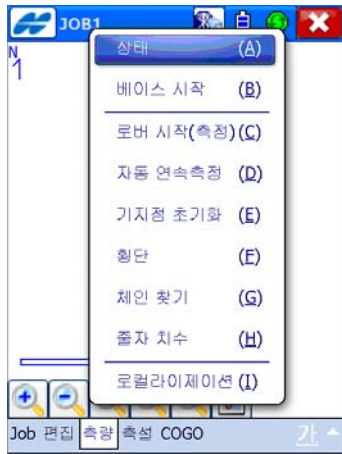 JOB1
N
1
상태 (A)
베이스 시작 (B)
로버 시작(측정)(C)
자동 연속측정 (D)
기지점 초기화 (E)
횡단 (F)
체인 찾기 (G)
줄자 치수 (H)
로컬라이제이션 (I)
Job 편집 측량 측설 COGO 가